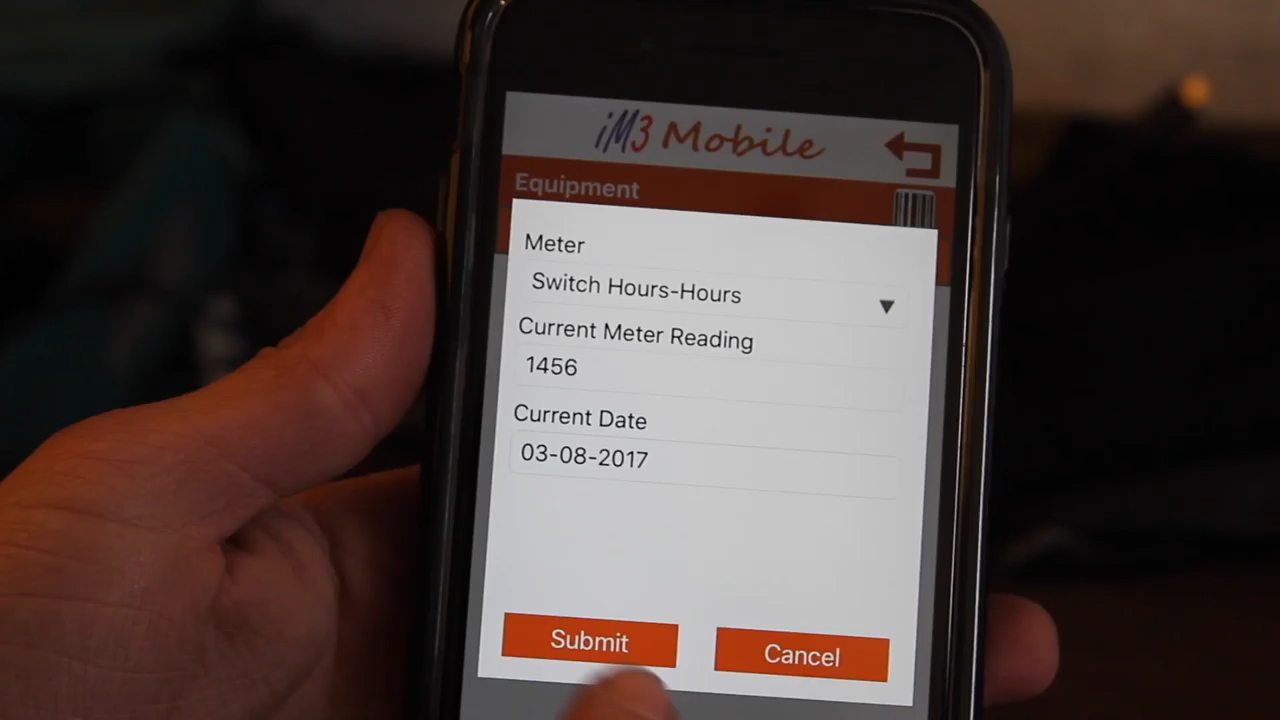 iM3 Mobile
Equipment
Meter
Switch Hours-Hours
Current Meter Reading
1456
Current Date
03-08-2017
Submit
Cancel